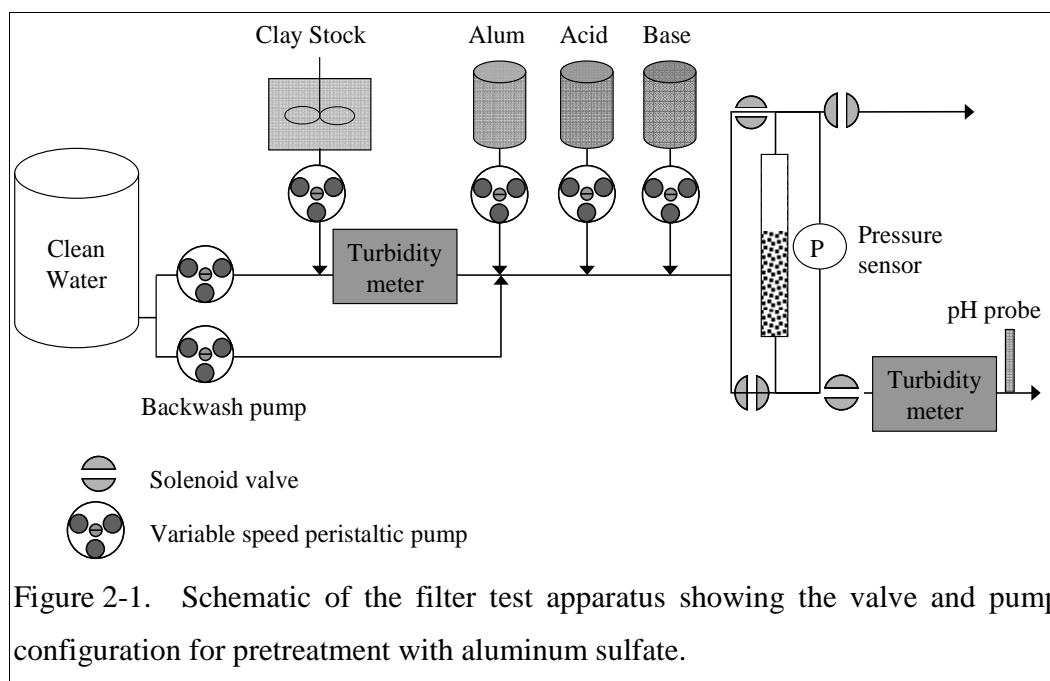 Clay Stock
Alum
Acid
Base
Clean
Water
Turbidity
meter
P
Pressure
sensor
pH probe
Backwash pump
Turbidity
meter
Solenoid valve
Variable speed peristaltic pump
Figure 2-1. Schematic of the filter test apparatus showing the valve and pump
configuration for pretreatment with aluminum sulfate.